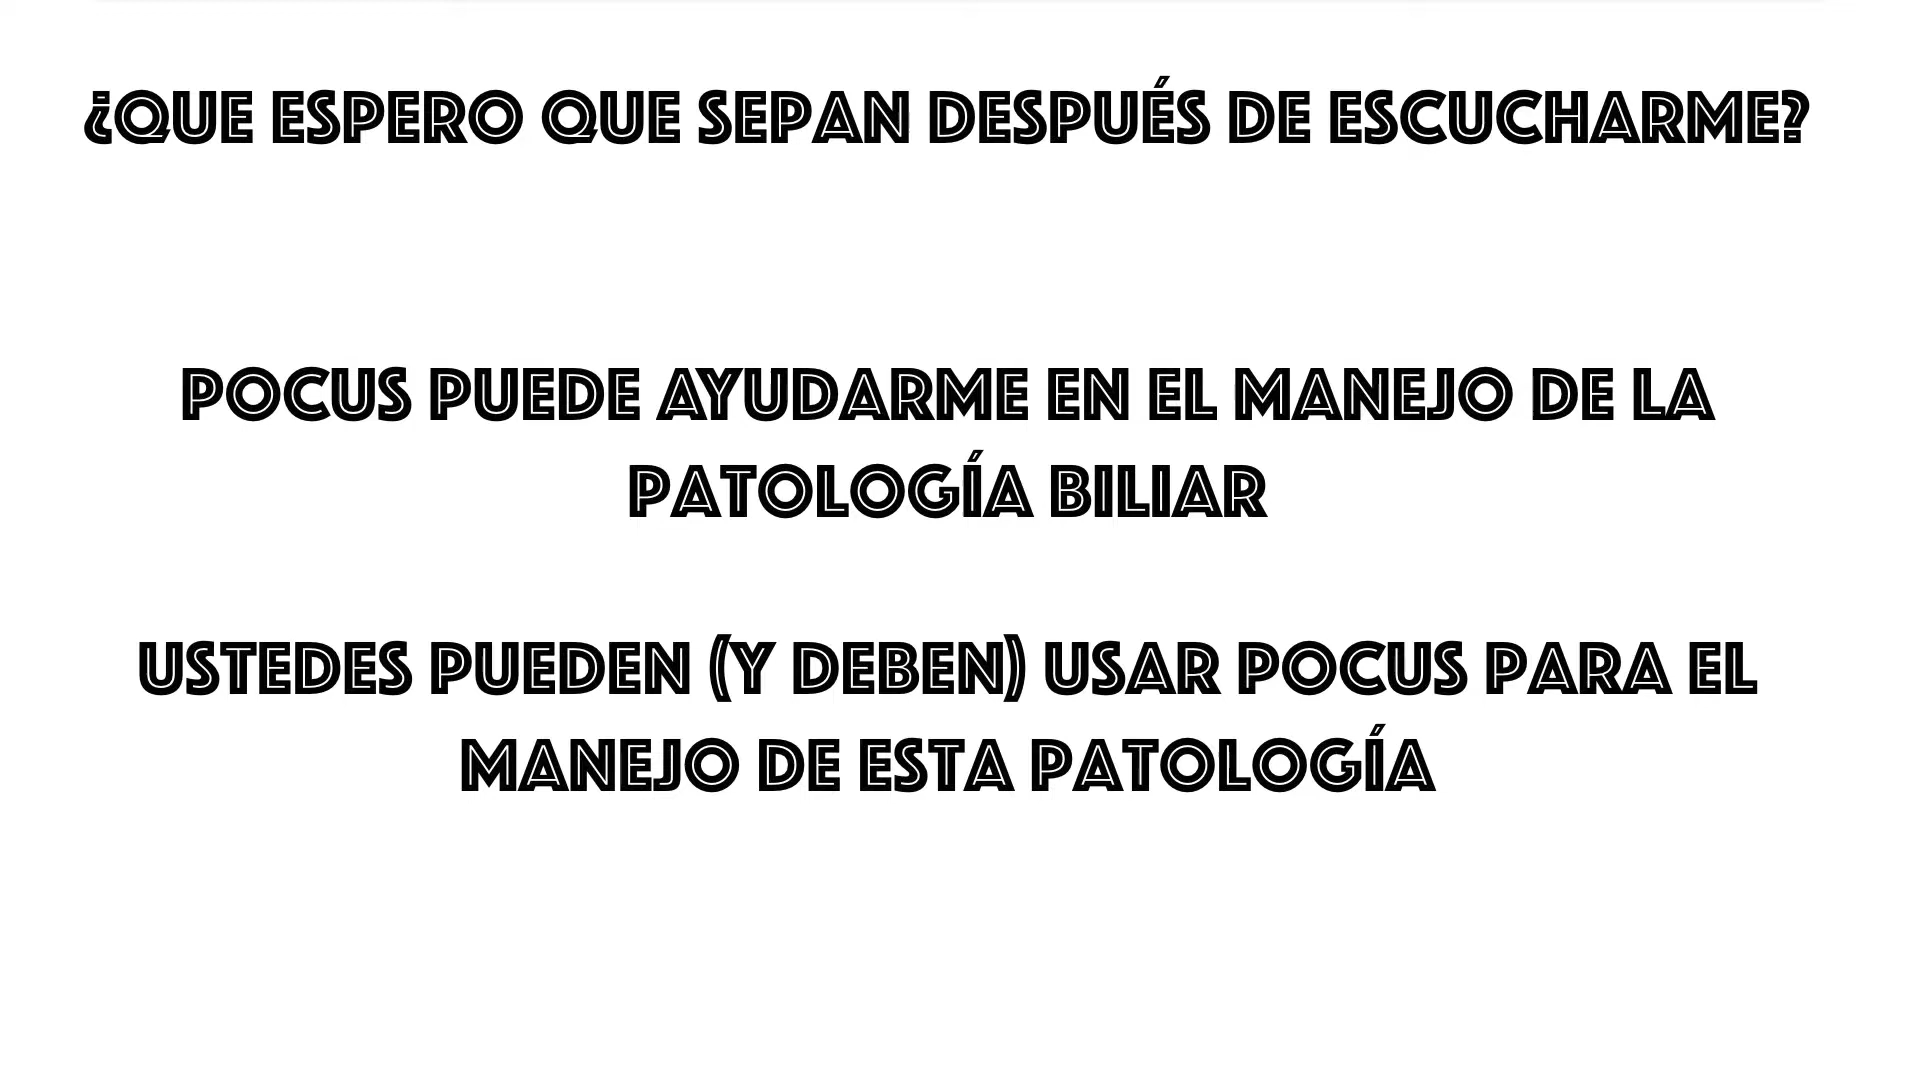 ¿QUE ESPERO QUE SEPAN DESPUÉS DE ESCUCHARME?
POCUS PUEDE AYUDARME EN EL MANEJO DE LA
PATOLOGÍA BILIAR
USTEDES PUEDEN (Y DEBEN) USAR POCUS PARA EL
MANEJO DE ESTA PATOLOGÍA